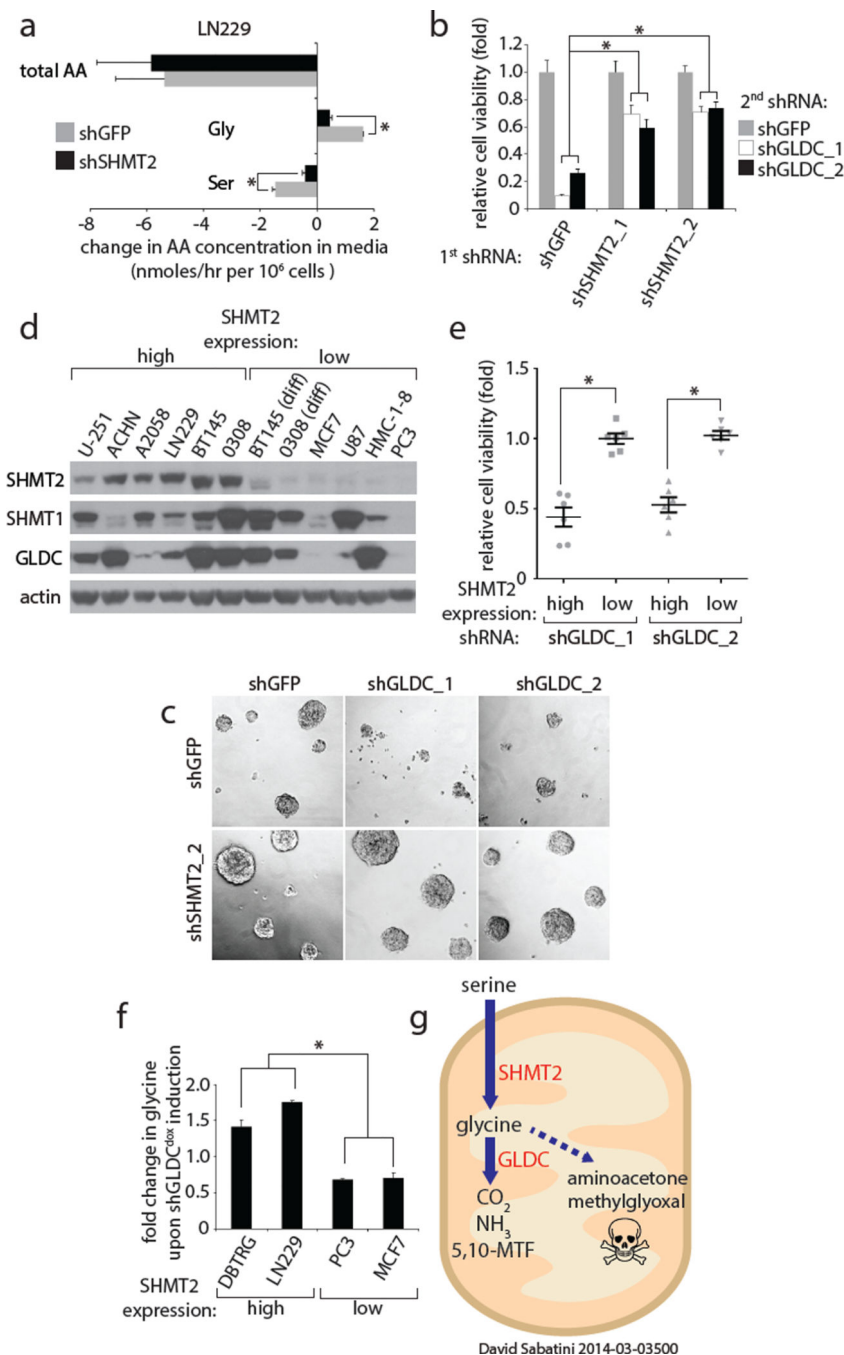 a
LN229
total AA
Gly
*
Ser
*
shGFP
shSHMT2
-8 -6 -4 -2 0 2
change in AA concentration in media
(nmoles/hr per 10⁶ cells )
b
relative cell viability (fold)
1.2
1.0
0.8
0.6
0.4
0.2
0
*
*
2nd shRNA:
shGFP
shGLDC_1
shGLDC_2
1st shRNA:
shGFP
shSHMT2_1
shSHMT2_2
d
SHMT2
expression:
high low
U-251 ACHN A2058 LN229 BT145 0308 BT145 (diff) 0308 (diff) MCF7 U87 HMC-1-8 PC3
SHMT2
SHMT1
GLDC
actin
e
relative cell viability (fold)
1.5
1.0
0.5
0
*
*
SHMT2
expression: high low high low
shRNA: shGLDC_1 shGLDC_2
c
shGFP shGLDC_1 shGLDC_2
shGFP
shSHMT2_2
f
fold change in glycine
upon shGLDCdox induction
2.0
1.5
1.0
0.5
0
*
DBTRG LN229 PC3 MCF7
SHMT2
expression: high low
g
serine
SHMT2
glycine
GLDC
CO₂
NH₃
5,10-MTF
aminoacetone
methylglyoxal
David Sabatini 2014-03-03500